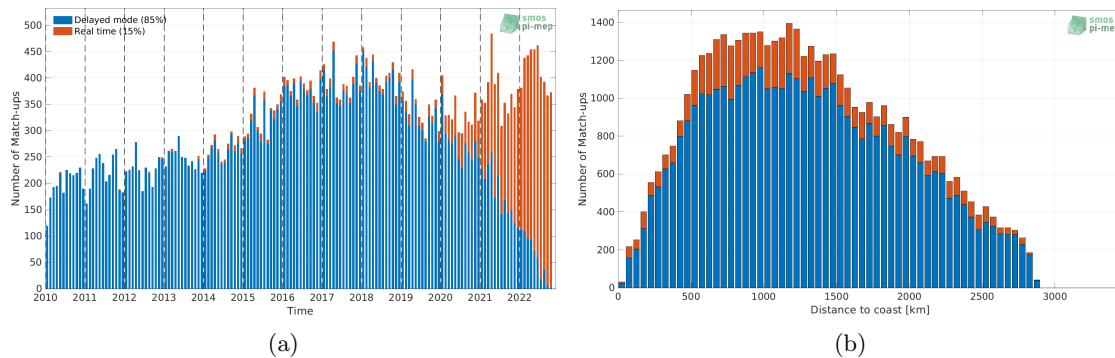 Delayed mode (85%)
Real time (15%)
smos
pi-mep
Number of Match-ups
500
450
400
350
300
250
200
150
100
50
0
2010 2011 2012 2013 2014 2015 2016 2017 2018 2019 2020 2021 2022
Time
(a)
smos
pi-mep
Number of Match-ups
1400
1200
1000
800
600
400
200
0
0 500 1000 1500 2000 2500 3000
Distance to coast [km]
(b)